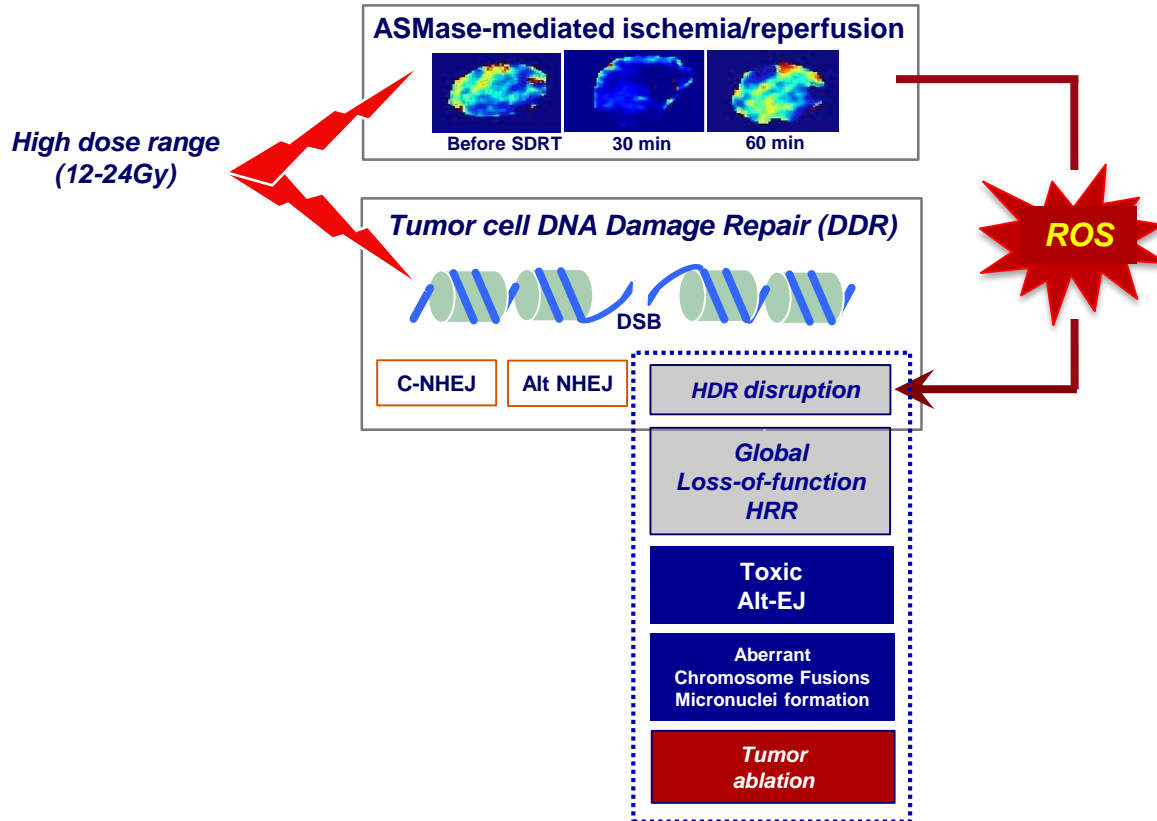 ASMase-mediated ischemia/reperfusion
Before SDRT
30 min
60 min
High dose range
(12-24Gy)
ROS
Tumor cell DNA Damage Repair (DDR)
DSB
C-NHEJ
Alt NHEJ
HDR disruption
Global
Loss-of-function
HRR
Toxic
Alt-EJ
Aberrant
Chromosome Fusions
Micronuclei formation
Tumor
ablation